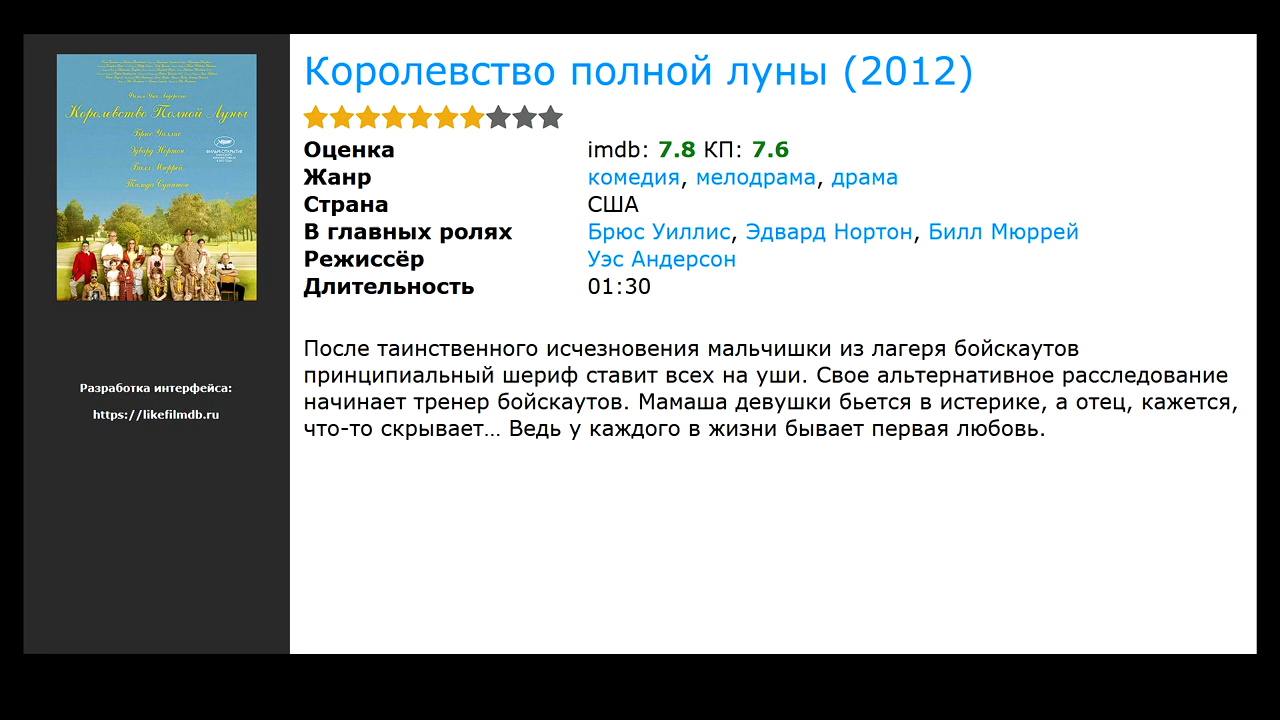 Фильм Уэса Андерсона
Королевство Полной Луны
Брюс Уиллис
Эдвард Нортон
Билл Мюррей
Тильда Суинтон
Разработка интерфейса:
https://likefilmdb.ru
Королевство полной луны (2012)
Оценка imdb: 7.8 КП: 7.6
Жанр комедия, мелодрама, драма
Страна США
В главных ролях Брюс Уиллис, Эдвард Нортон, Билл Мюррей
Режиссёр Уэс Андерсон
Длительность 01:30
После таинственного исчезновения мальчишки из лагеря бойскаутов
принципиальный шериф ставит всех на уши. Свое альтернативное расследование
начинает тренер бойскаутов. Мамаша девушки бьется в истерике, а отец, кажется,
что-то скрывает… Ведь у каждого в жизни бывает первая любовь.